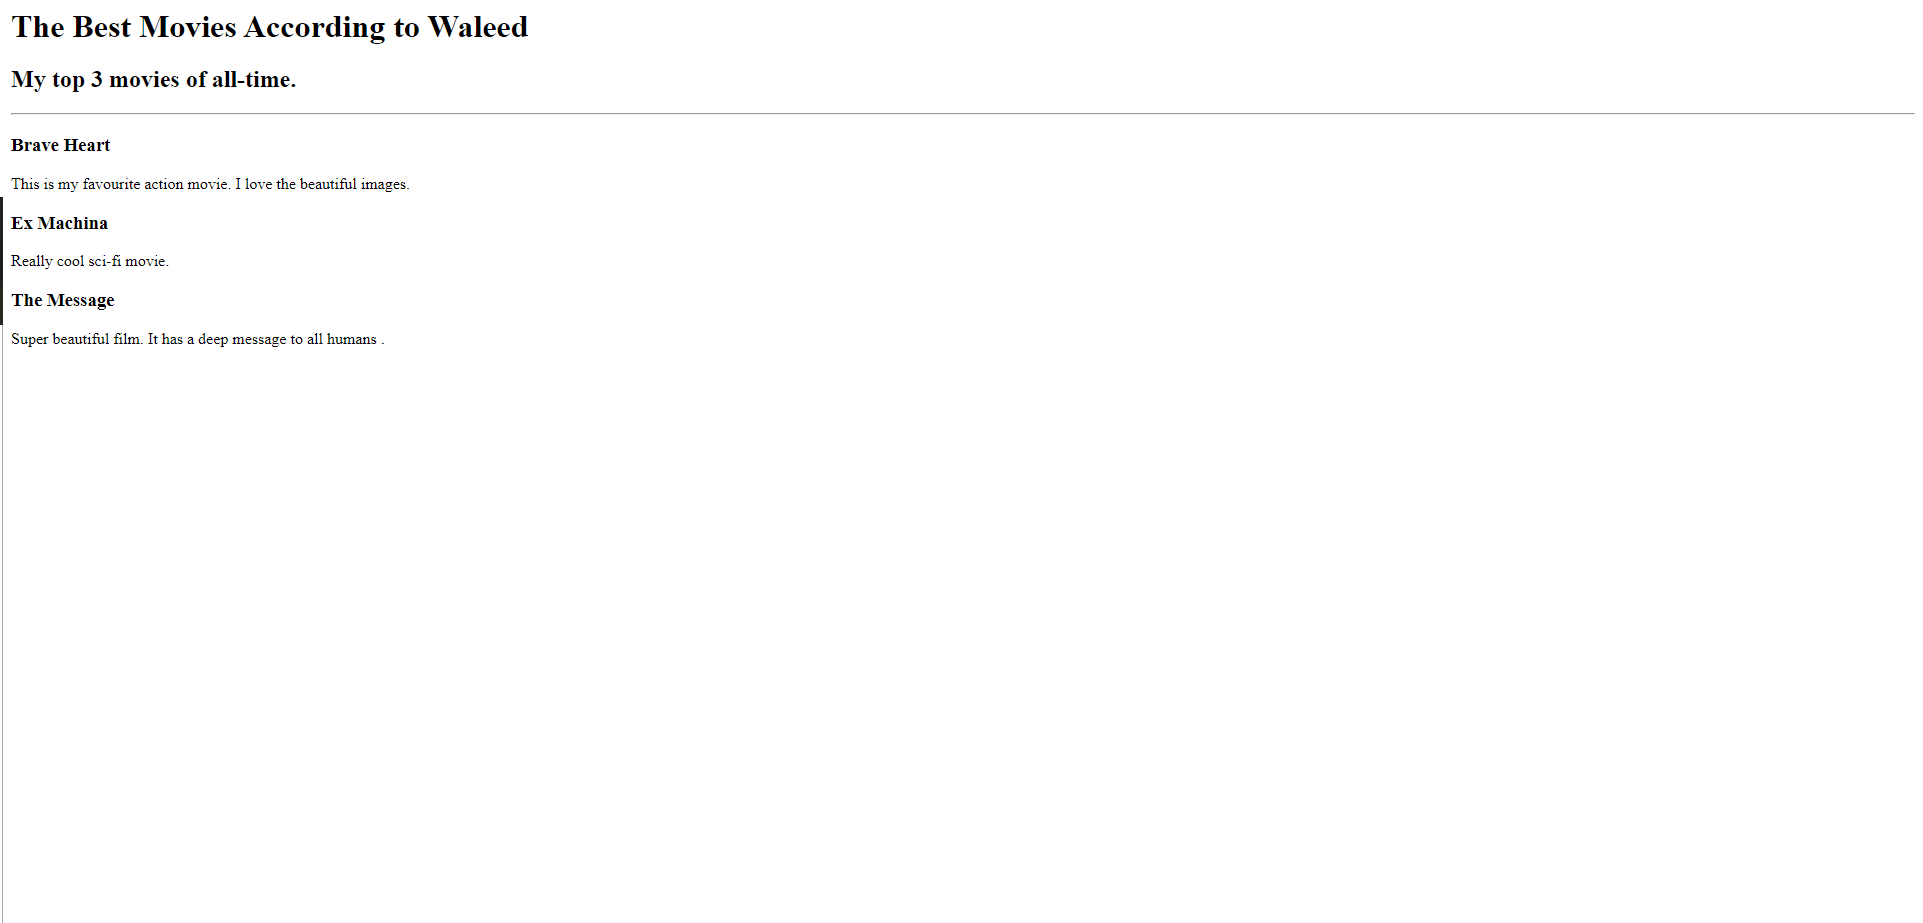 The Best Movies According to Waleed
My top 3 movies of all-time.
Brave Heart
This is my favourite action movie. I love the beautiful images.
Ex Machina
Really cool sci-fi movie.
The Message
Super beautiful film. It has a deep message to all humans .